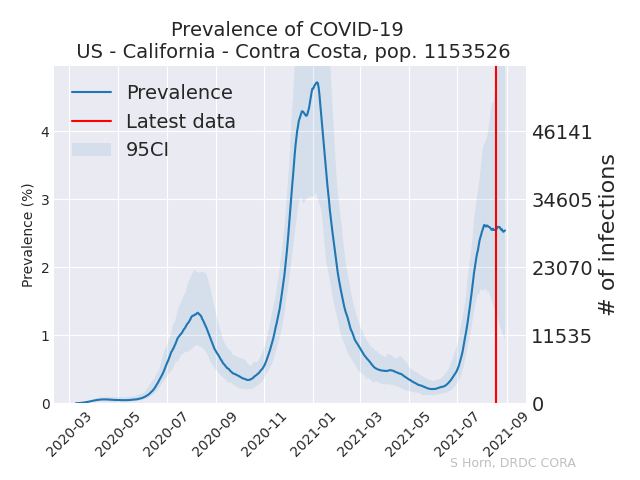 Prevalence of COVID-19
US - California - Contra Costa, pop. 1153526
Prevalence
Latest data
95CI
Prevalence (%)
4
3
2
1
0
46141
34605
23070
11535
0
# of infections
2020-03
2020-05
2020-07
2020-09
2020-11
2021-01
2021-03
2021-05
2021-07
2021-09
S Horn, DRDC CORA